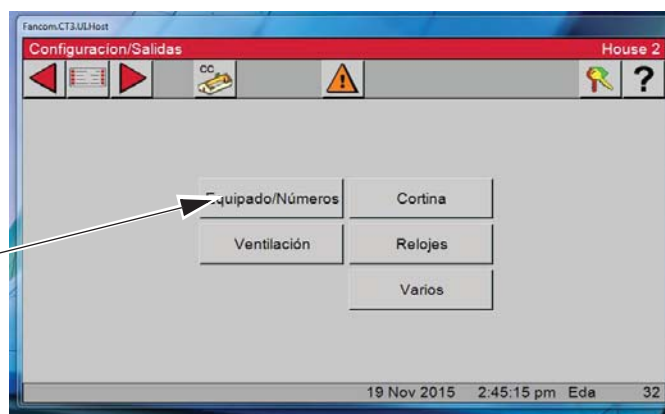 Fancom.CT3.UI.Host
Configuracion/Salidas House 2
CC
?
Equipado/Números Cortina
Ventilación Relojes
Varios
19 Nov 2015 2:45:15 pm Eda 32